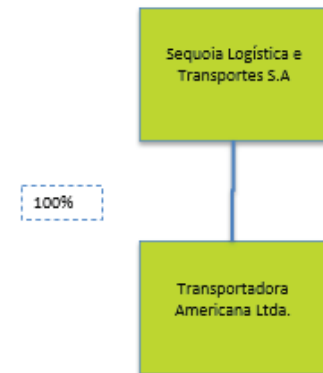 Sequoia Logística e
Transportes S.A
100%
Transportadora
Americana Ltda.